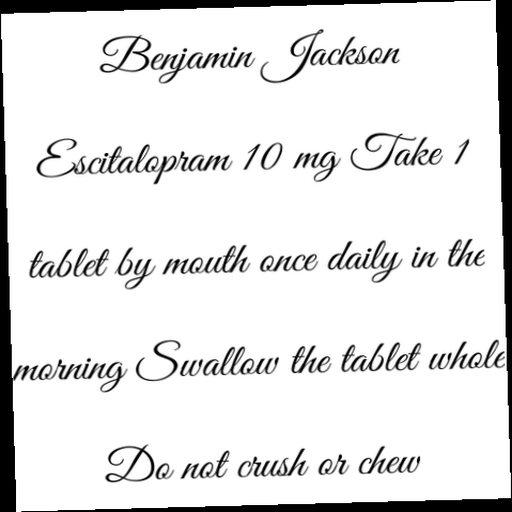 Benjamin Jackson
Escitalopram 10 mg Take 1
tablet by mouth once daily in the
morning Swallow the tablet whole
Do not crush or chew